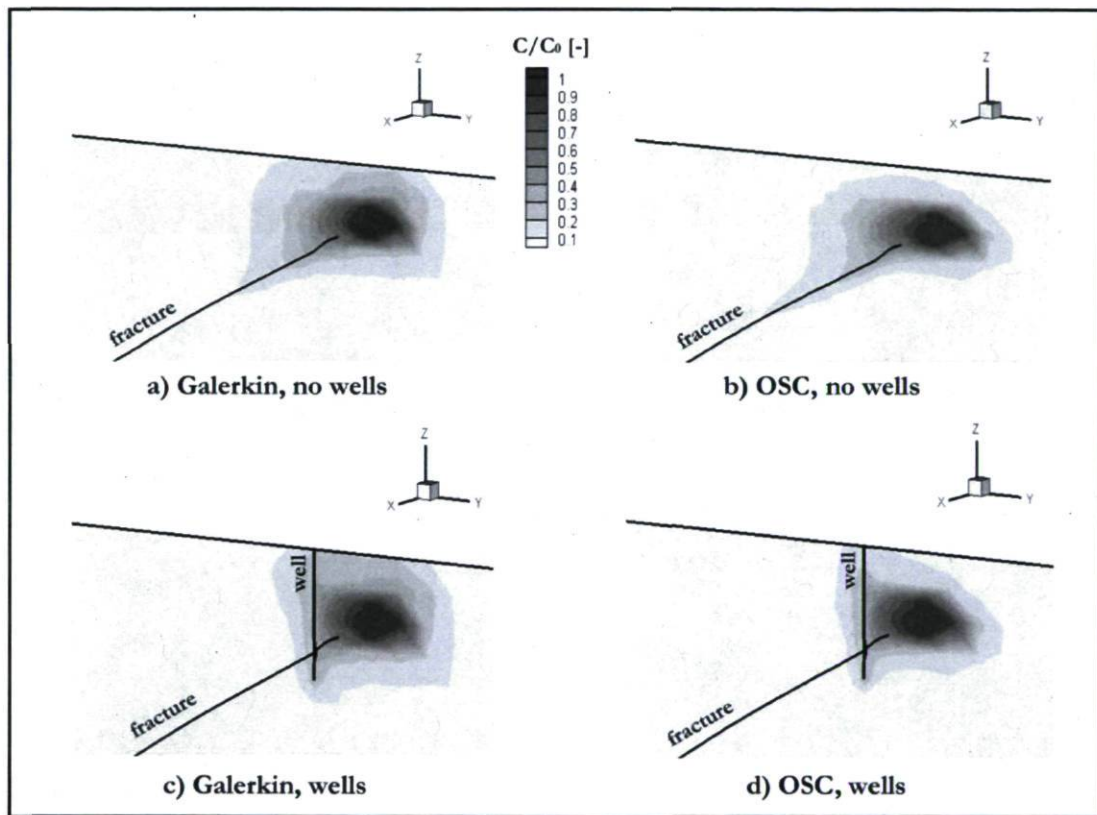 C/C0 [-]
1
0.9
0.8
0.7
0.6
0.5
0.4
0.3
0.2
0.1
Z
X
Y
fracture
a) Galerkin, no wells
Z
X
Y
fracture
b) OSC, no wells
Z
X
Y
well
fracture
c) Galerkin, wells
Z
X
Y
well
fracture
d) OSC, wells